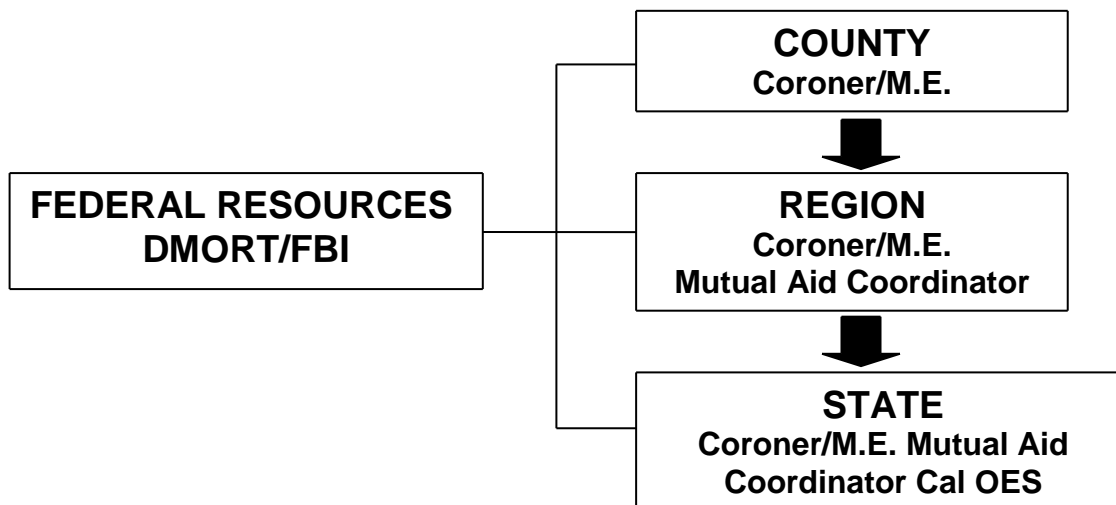 COUNTY
Coroner/M.E.
FEDERAL RESOURCES
DMORT/FBI
REGION
Coroner/M.E.
Mutual Aid Coordinator
STATE
Coroner/M.E. Mutual Aid
Coordinator Cal OES